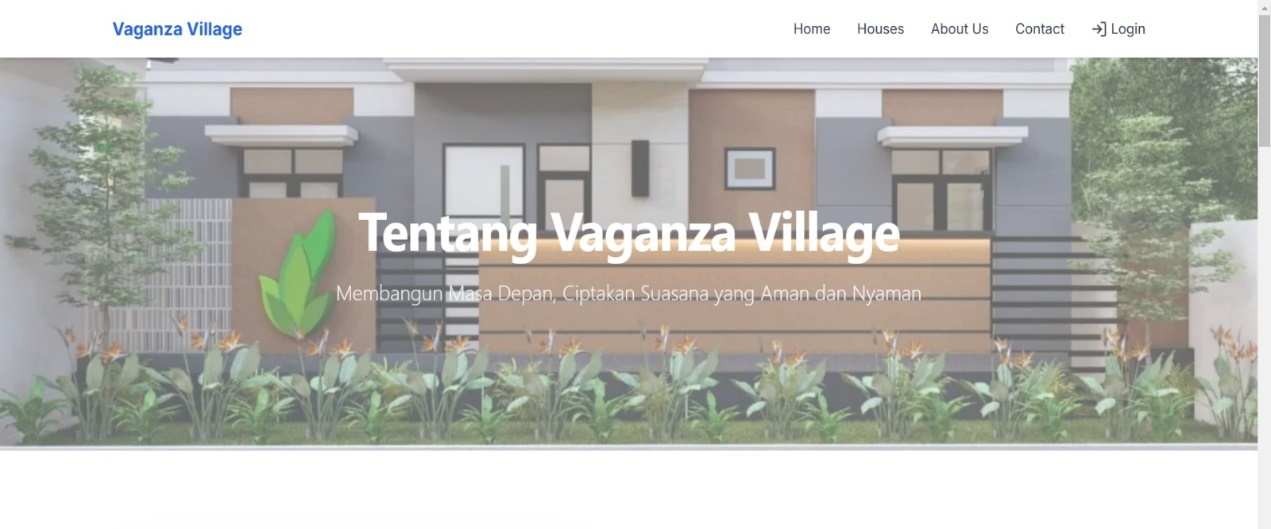 Vaganza Village
Home Houses About Us Contact Login
Tentang Vaganza Village
Membangun Masa Depan, Ciptakan Suasana yang Aman dan Nyaman